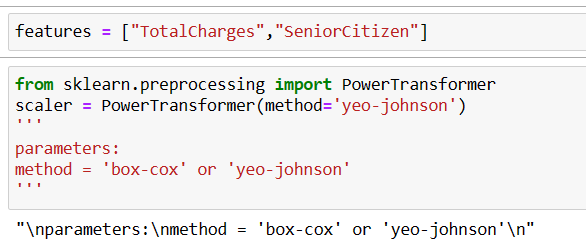 features = ["TotalCharges","SeniorCitizen"]
from sklearn.preprocessing import PowerTransformer
scaler = PowerTransformer(method='yeo-johnson')
'''
parameters:
method = 'box-cox' or 'yeo-johnson'
'''
"\nparameters:\nmethod = 'box-cox' or 'yeo-johnson'\n"